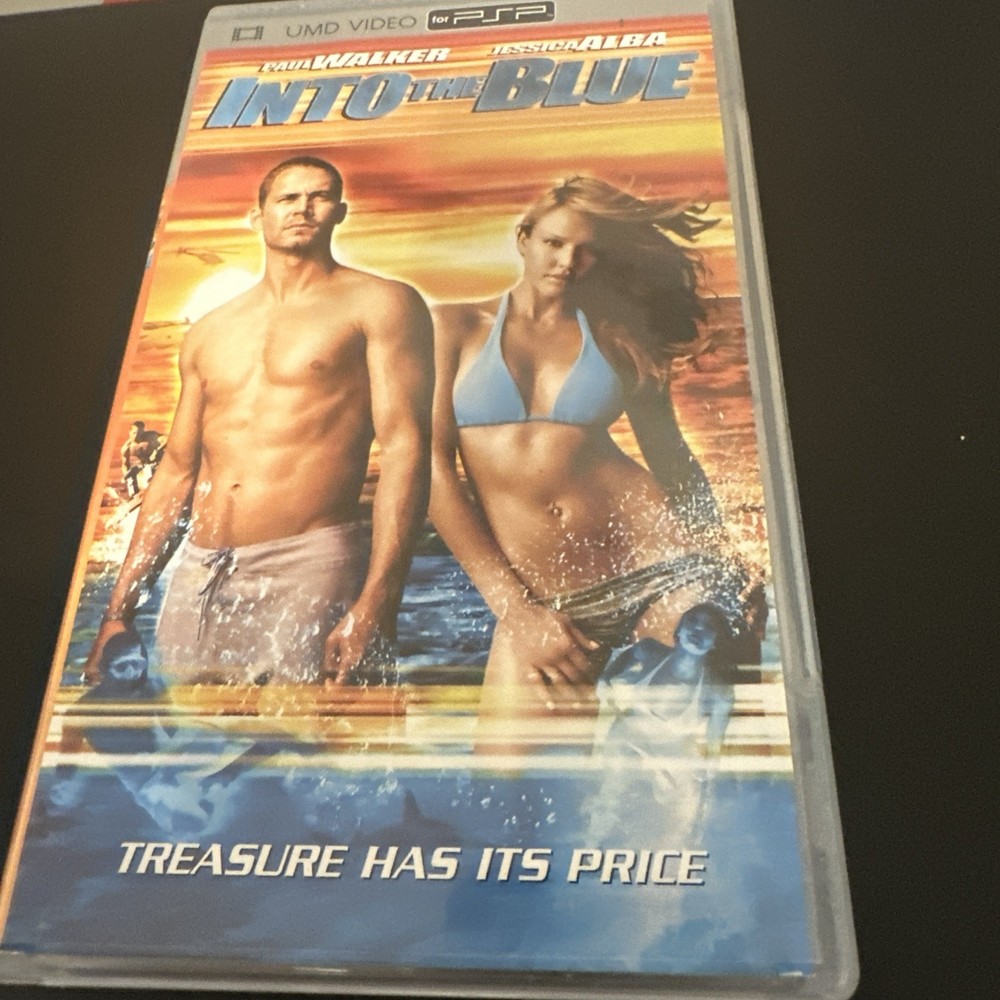 UMD VIDEO for PSP
PAUL WALKER JESSICA ALBA
INTO THE BLUE
TREASURE HAS ITS PRICE